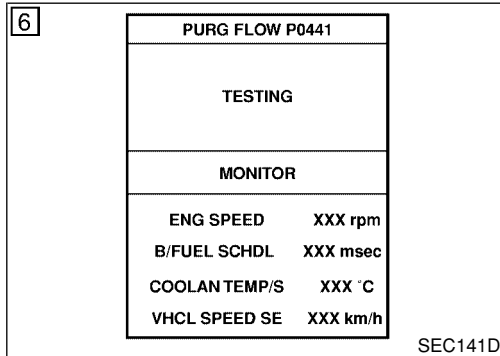 6
PURG FLOW P0441
TESTING
MONITOR
ENG SPEED XXX rpm
B/FUEL SCHDL XXX msec
COOLAN TEMP/S XXX °C
VHCL SPEED SE XXX km/h
SEC141D